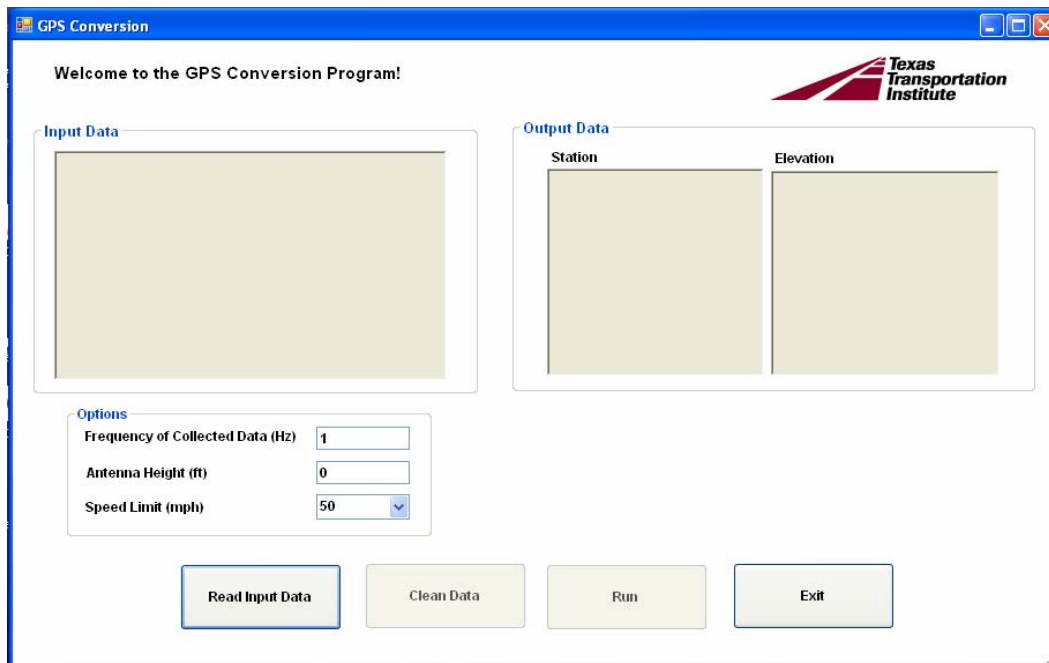 GPS Conversion
Welcome to the GPS Conversion Program!
Texas
Transportation
Institute
Input Data
Output Data
Station
Elevation
Options
Frequency of Collected Data (Hz)
1
Antenna Height (ft)
0
Speed Limit (mph)
50
Read Input Data
Clean Data
Run
Exit